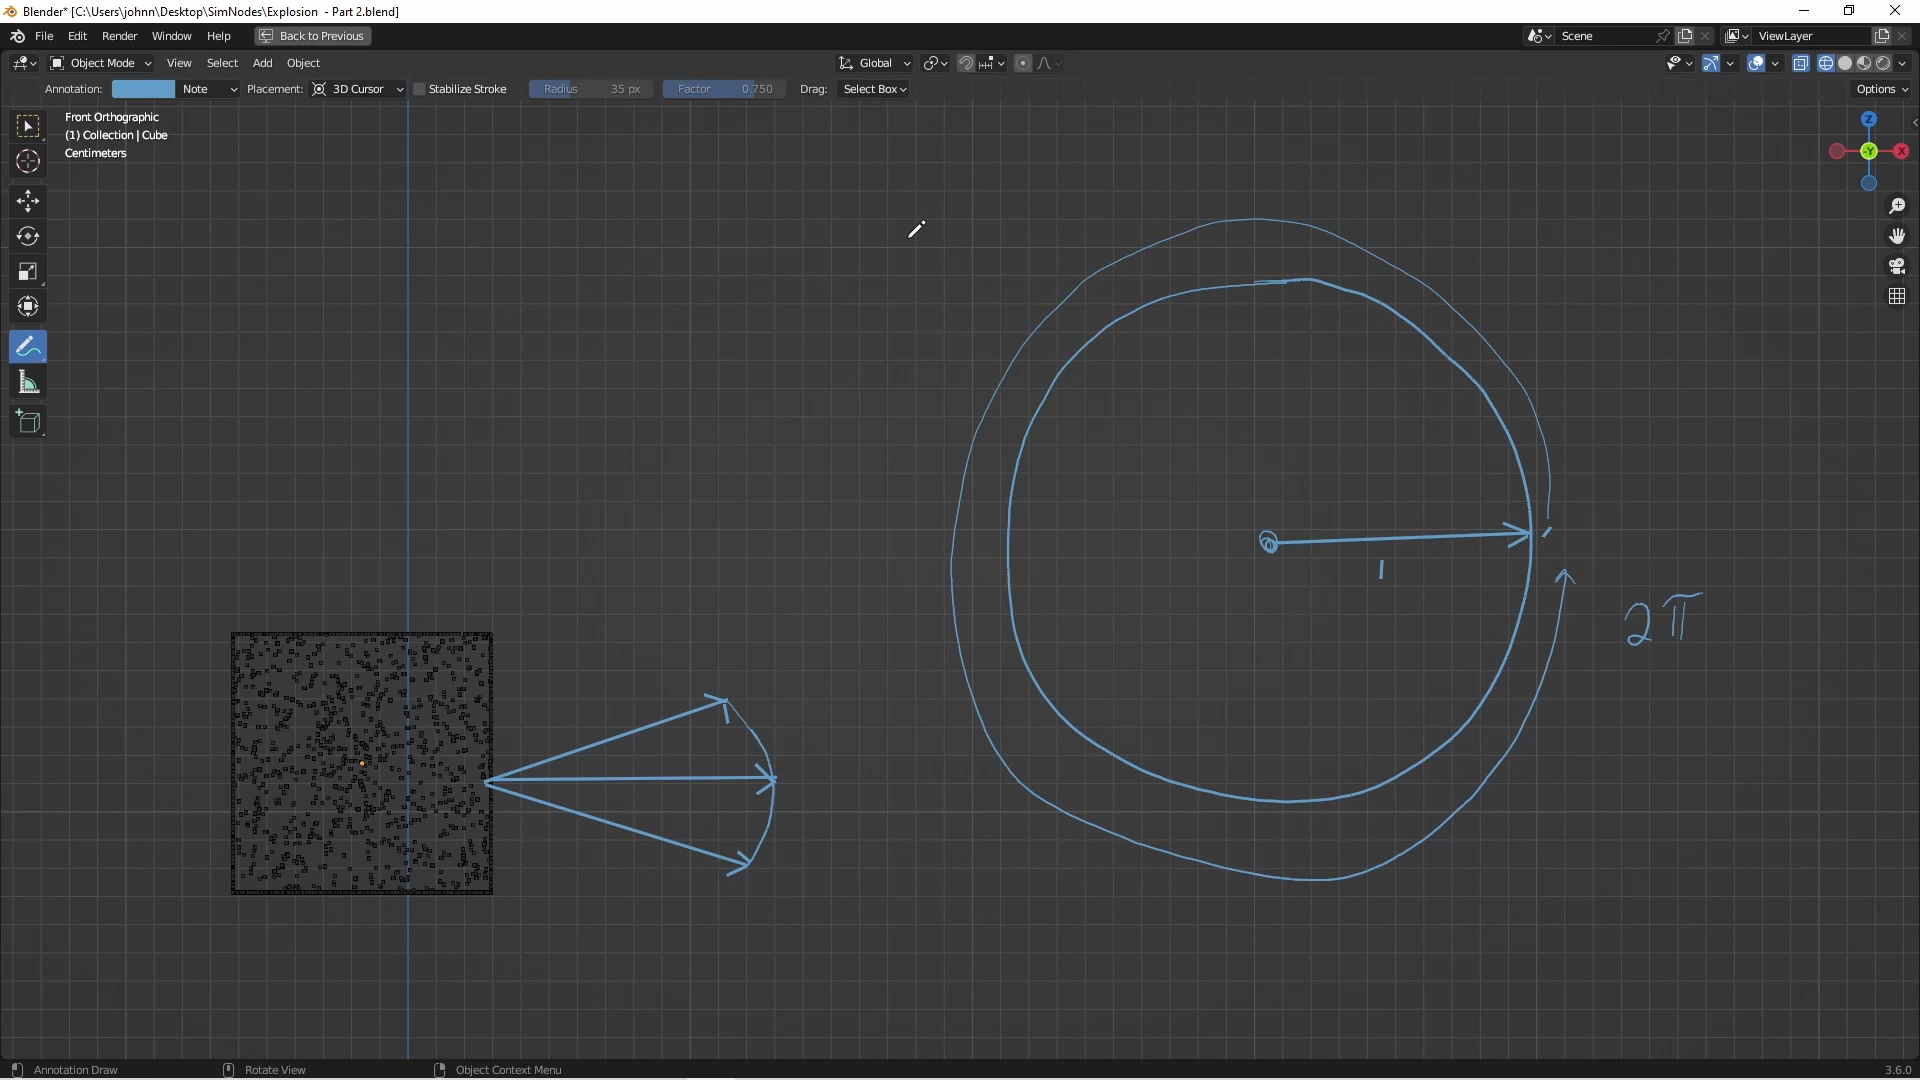 Blender* [C:\Users\johnn\Desktop\SimNodes\Explosion - Part 2.blend]
File Edit Render Window Help Back to Previous Scene ViewLayer
Object Mode View Select Add Object Global
Annotation: Note Placement: 3D Cursor Stabilize Stroke Radius 35 px Factor 0.750 Drag: Select Box Options
Front Orthographic
(1) Collection | Cube
Centimeters
Z
-Y X
1
2π
Annotation Draw Rotate View Object Context Menu 3.6.0